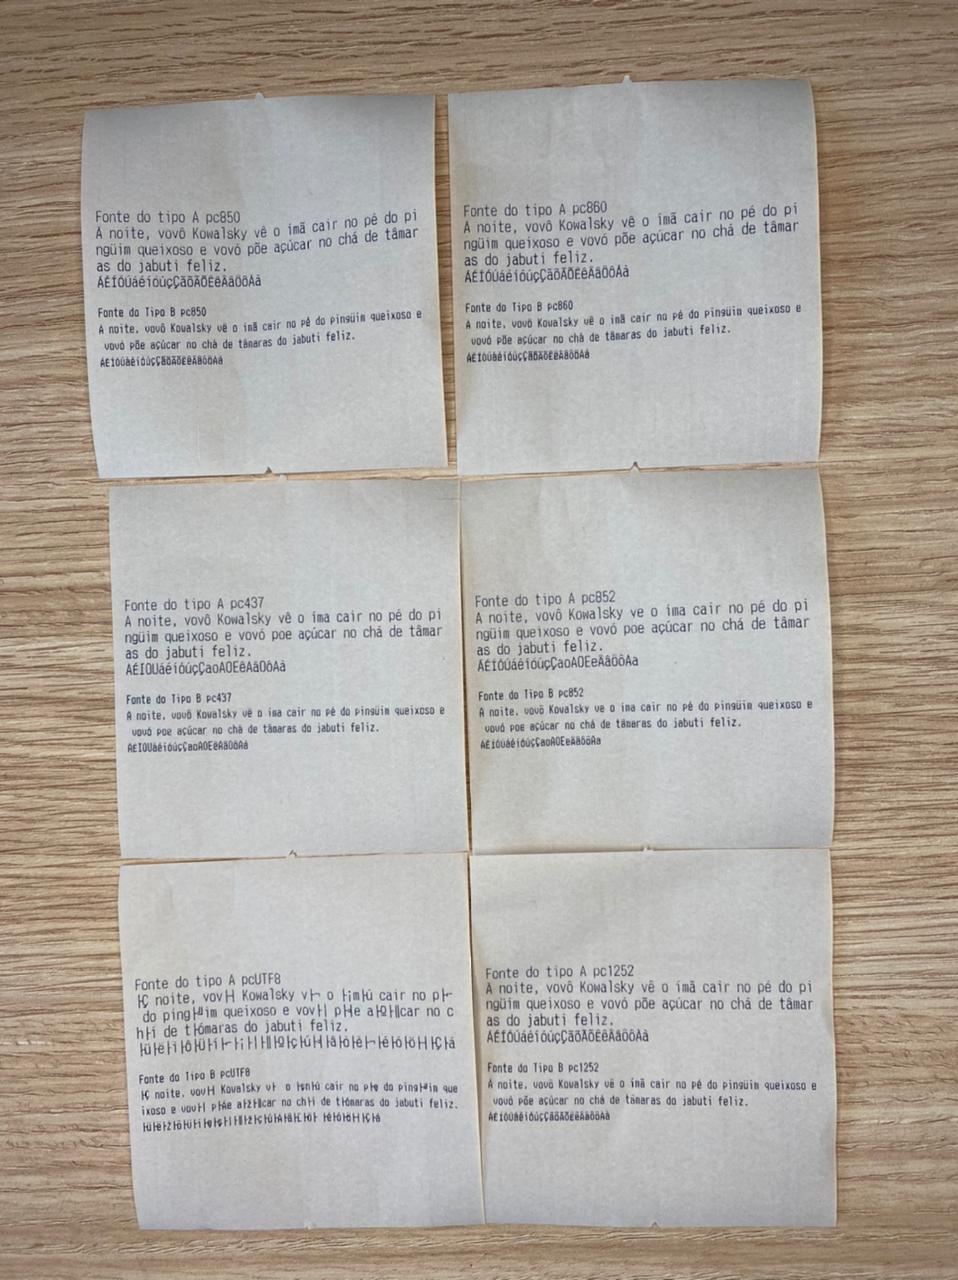 Fonte do tipo A pc850
À noite, vovô Kowalsky vê o ímã cair no pé do pi
ngüim queixoso e vovó põe açúcar no chá de tâmar
as do jabuti feliz.
ÁÉÍÓÚáéíóúçÇãõÃÕÊêÂâÔôÀà
Fonte do Tipo B pc850
À noite, vovô Kowalsky vê o ímã cair no pé do pingüim queixoso e
vovó põe açúcar no chá de tâmaras do jabuti feliz.
ÁÉÍÓÚáéíóúçÇãõÃÕÊêÂâÔôÀà
Fonte do tipo A pc860
À noite, vovô Kowalsky vê o ímã cair no pé do pi
ngüim queixoso e vovó põe açúcar no chá de tâmar
as do jabuti feliz.
ÁÉÍÓÚáéíóúçÇãõÃÕÊêÂâÔôÀà
Fonte do Tipo B pc860
À noite, vovô Kowalsky vê o ímã cair no pé do pingüim queixoso e
vovó põe açúcar no chá de tâmaras do jabuti feliz.
ÁÉÍÓÚáéíóúçÇãõÃÕÊêÂâÔôÀà
Fonte do tipo A pc437
A noite, vovô Kowalsky vê o íma cair no pé do pi
ngüim queixoso e vovó poe açúcar no chá de tâmar
as do jabuti feliz.
AÉIOUáéíóúçÇaoAOEêAâOôAà
Fonte do Tipo B pc437
A noite, vovô Kowalsky vê o íma cair no pé do pingüim queixoso e
vovó poe açúcar no chá de tâmaras do jabuti feliz.
AÉIOUáéíóúçÇaoAOEêAâOôAà
Fonte do tipo A pc852
A noite, vovô Kowalsky ve o íma cair no pé do pi
ngüim queixoso e vovó poe açúcar no chá de tâmar
as do jabuti feliz.
ÁÉÍÓÚáéíóúçÇaoAOEeÂâÔôAa
Fonte do Tipo B pc852
A noite, vovô Kowalsky ve o íma cair no pé do pingüim queixoso e
vovó poe açúcar no chá de tâmaras do jabuti feliz.
ÁÉÍÓÚáéíóúçÇaoAOEeÂâÔôAa
Fonte do tipo A pcUTF8
noite, Kowalsky o cair no
do queixoso e no c
de do jabuti feliz.
Fonte do Tipo B pcUTF8
noite, Kowalsky o cair no do que
ixoso e no de do jabuti feliz.
Fonte do tipo A pc1252
À noite, vovô Kowalsky vê o ímã cair no pé do pi
ngüim queixoso e vovó põe açúcar no chá de tâmar
as do jabuti feliz.
ÁÉÍÓÚáéíóúçÇãõÃÕÊêÂâÔôÀà
Fonte do Tipo B pc1252
À noite, vovô Kowalsky vê o ímã cair no pé do pingüim queixoso e
vovó põe açúcar no chá de tâmaras do jabuti feliz.
ÁÉÍÓÚáéíóúçÇãõÃÕÊêÂâÔôÀà